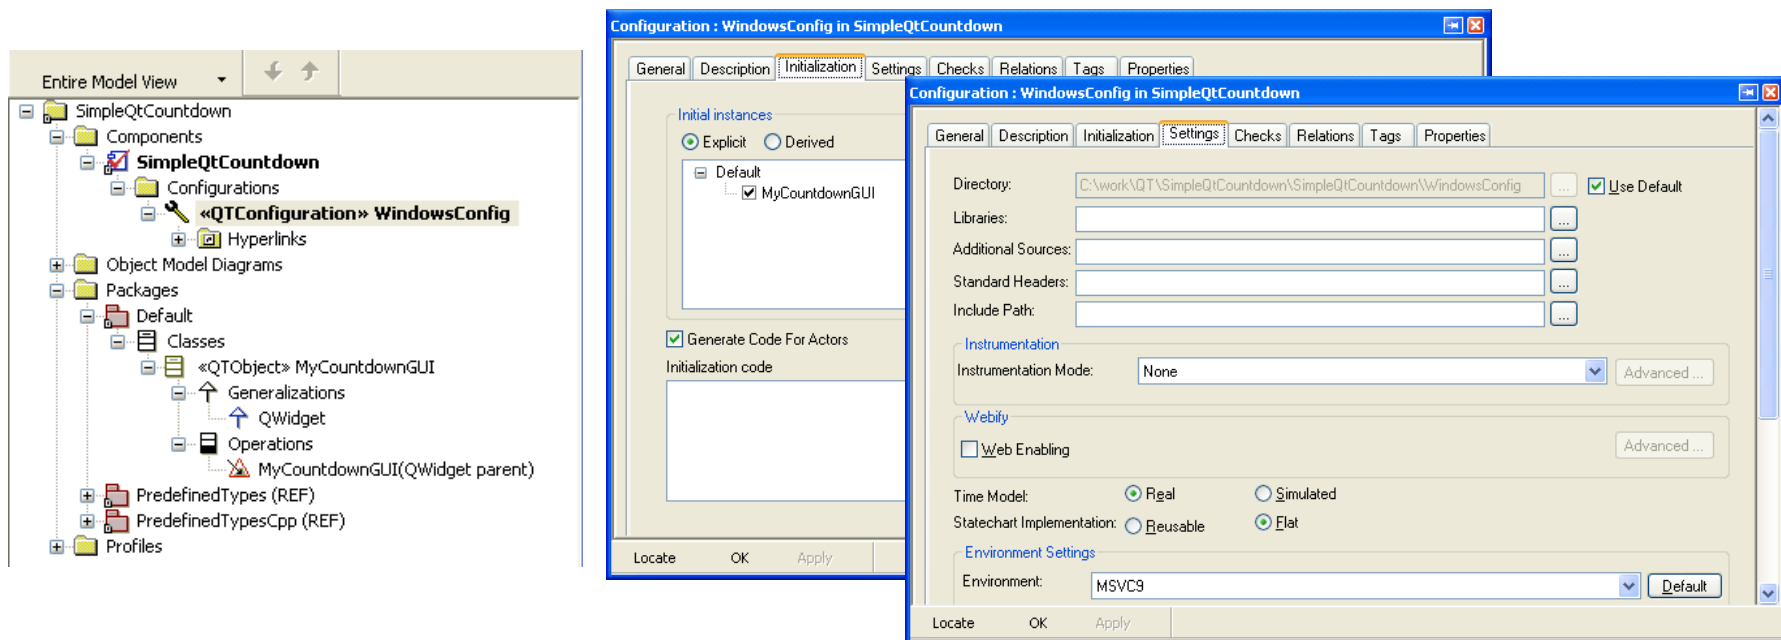 Entire Model View
SimpleQtCountdown
Components
SimpleQtCountdown
Configurations
«QTConfiguration» WindowsConfig
Hyperlinks
Object Model Diagrams
Packages
Default
Classes
«QTObject» MyCountdownGUI
Generalizations
QWidget
Operations
MyCountdownGUI(QWidget parent)
PredefinedTypes (REF)
PredefinedTypesCpp (REF)
Profiles
Configuration : WindowsConfig in SimpleQtCountdown
General Description Initialization Settings Checks Relations Tags Properties
Initial instances
Explicit Derived
Default
MyCountdownGUI
Generate Code For Actors
Initialization code
Locate OK Apply
Configuration : WindowsConfig in SimpleQtCountdown
General Description Initialization Settings Checks Relations Tags Properties
Directory: C:\work\QT\SimpleQtCountdown\SimpleQtCountdown\WindowsConfig ... Use Default
Libraries: ...
Additional Sources: ...
Standard Headers: ...
Include Path: ...
Instrumentation
Instrumentation Mode: None Advanced ...
Webify
Web Enabling Advanced ...
Time Model: Real Simulated
Statechart Implementation: Reusable Flat
Environment Settings
Environment: MSVC9 Default
Locate OK Apply